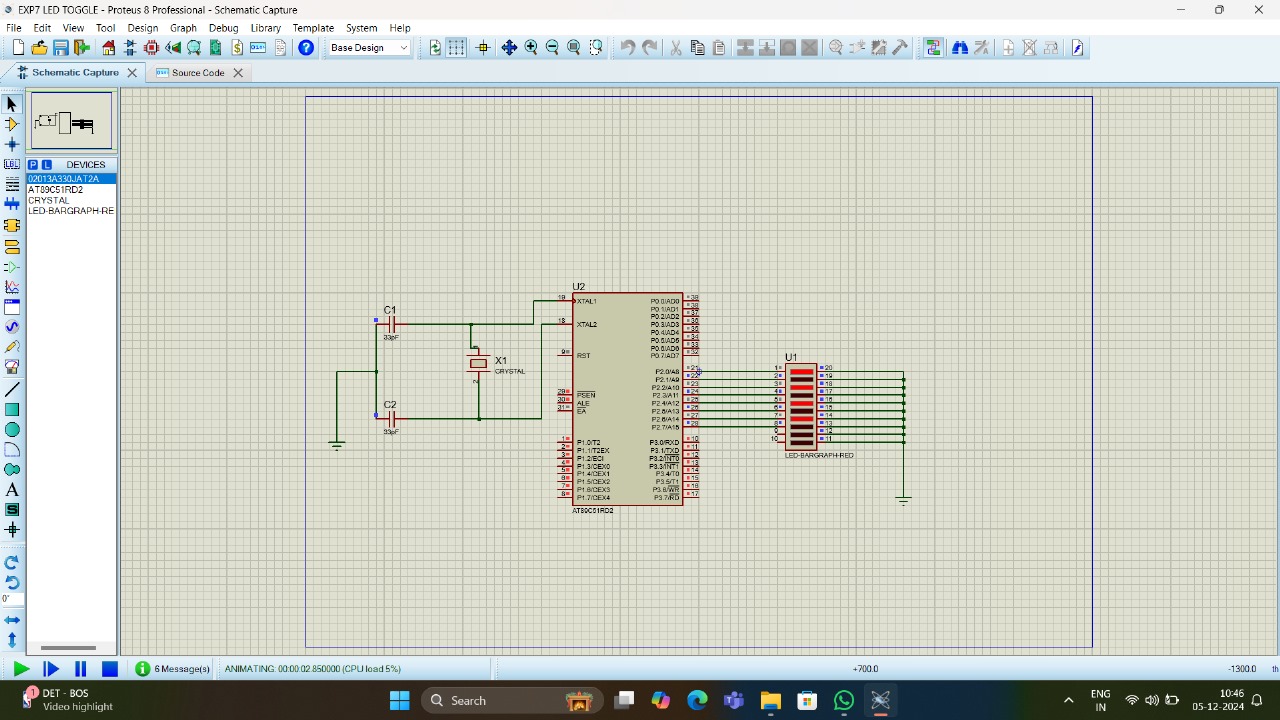 EXP7 LED TOGGLE - Proteus 8 Professional - Schematic Capture
File Edit View Tool Design Graph Debug Library Template System Help
Base Design
Schematic Capture
Source Code
P L DEVICES
02013A330JAT2A
AT89C51RD2
CRYSTAL
LED-BARGRAPH-RE
LBL
A
S
0°
C1
33pF
C2
33pF
X1
CRYSTAL
1
2
U2
19 XTAL1
18 XTAL2
9 RST
29 PSEN
30 ALE
31 EA
1 P1.0/T2
2 P1.1/T2EX
3 P1.2/ECI
4 P1.3/CEX0
5 P1.4/CEX1
6 P1.5/CEX2
7 P1.6/CEX3
8 P1.7/CEX4
P0.0/AD0 39
P0.1/AD1 38
P0.2/AD2 37
P0.3/AD3 36
P0.4/AD4 35
P0.5/AD5 34
P0.6/AD6 33
P0.7/AD7 32
P2.0/A8 21
P2.1/A9 22
P2.2/A10 23
P2.3/A11 24
P2.4/A12 25
P2.5/A13 26
P2.6/A14 27
P2.7/A15 28
P3.0/RXD 10
P3.1/TXD 11
P3.2/INT0 12
P3.3/INT1 13
P3.4/T0 14
P3.5/T1 15
P3.6/WR 16
P3.7/RD 17
AT89C51RD2
U1
1 20
2 19
3 18
4 17
5 16
6 15
7 14
8 13
9 12
10 11
LED-BARGRAPH-RED
6 Message(s)
ANIMATING: 00:00:02.850000 (CPU load 5%)
+700.0
-1300.0
th
1
DET - BOS
Video highlight
Search
ENG
IN
10:46
05-12-2024